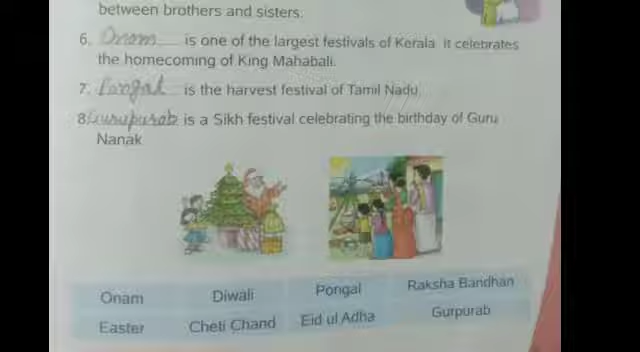 between brothers and sisters.
6. Onam is one of the largest festivals of Kerala. It celebrates
the homecoming of King Mahabali.
7. Pongal is the harvest festival of Tamil Nadu
8. Gurupurab is a Sikh festival celebrating the birthday of Guru
Nanak
Onam Diwali Pongal Raksha Bandhan
Easter Cheti Chand Eid ul Adha Gurpurab